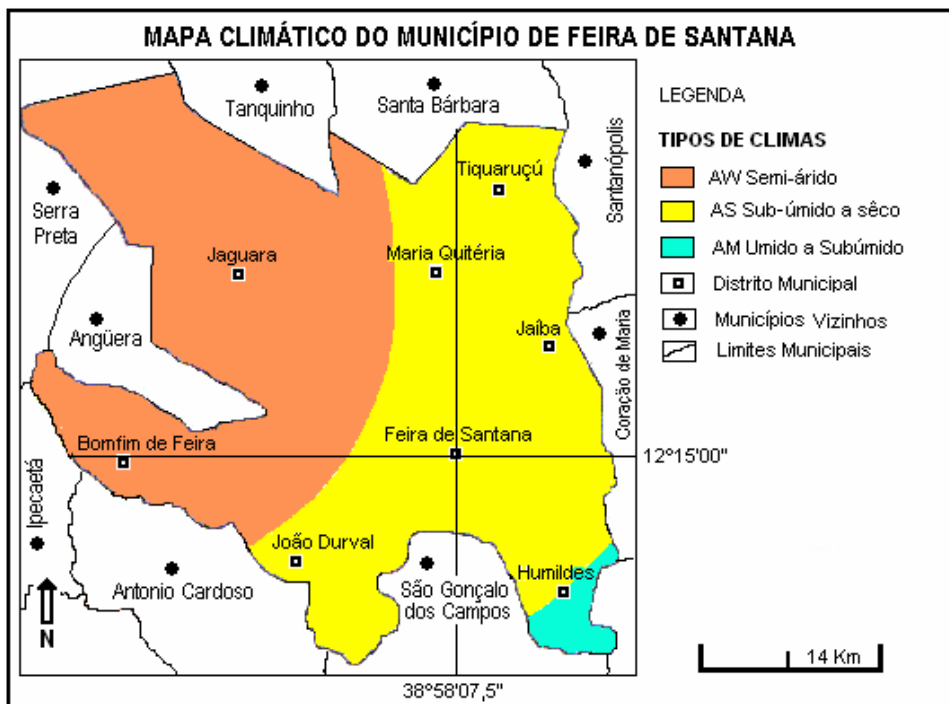 MAPA CLIMÁTICO DO MUNICÍPIO DE FEIRA DE SANTANA
Tanquinho
Santa Bárbara
Santanópolis
Tiquaruçú
Serra
Preta
Jaguara
Maria Quitéria
Angüera
Jaíba
Coração de Maria
Bomfim de Feira
Feira de Santana
12°15'00"
Ipecaetá
João Durval
Antonio Cardoso
São Gonçalo
dos Campos
Humildes
N
38°58'07,5"
LEGENDA
TIPOS DE CLIMAS
AW Semi-árido
AS Sub-úmido a sêco
AM Umido a Subúmido
Distrito Municipal
Municípios Vizinhos
Limites Municipais
14 Km